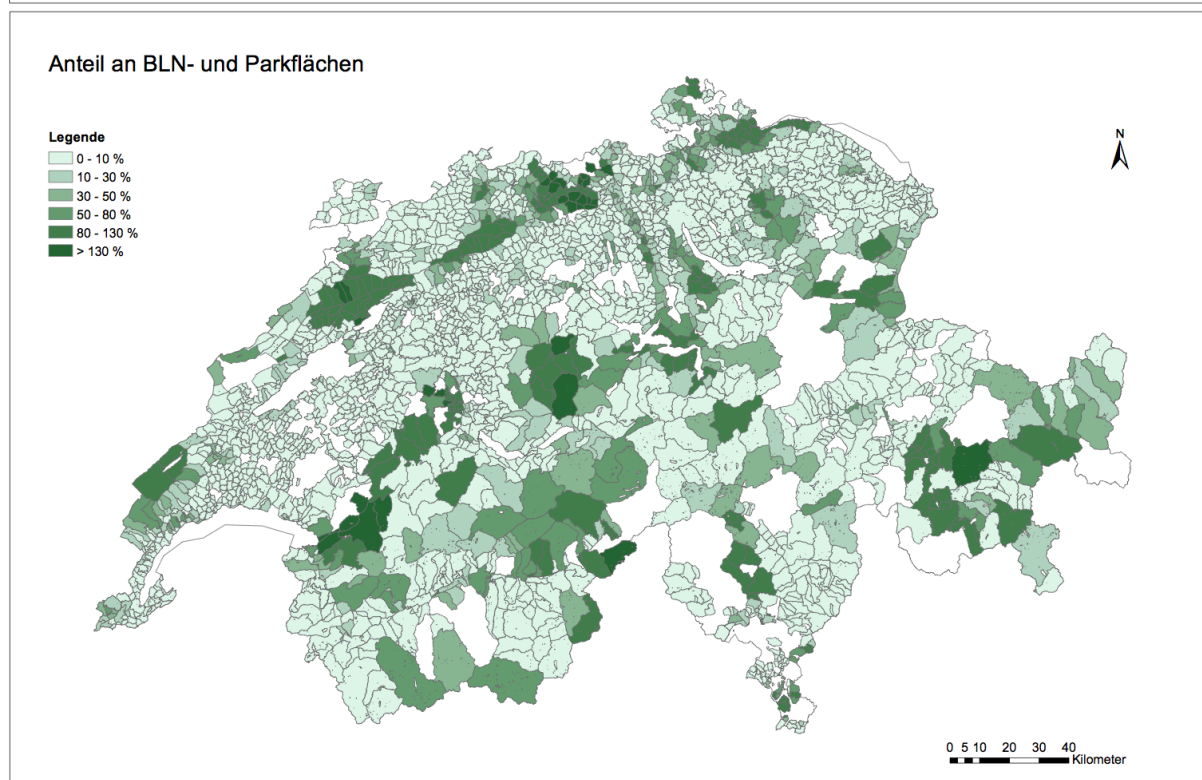 Anteil an BLN- und Parkflächen
Legende
0 - 10 %
10 - 30 %
30 - 50 %
50 - 80 %
80 - 130 %
> 130 %
N
0 5 10 20 30 40
Kilometer